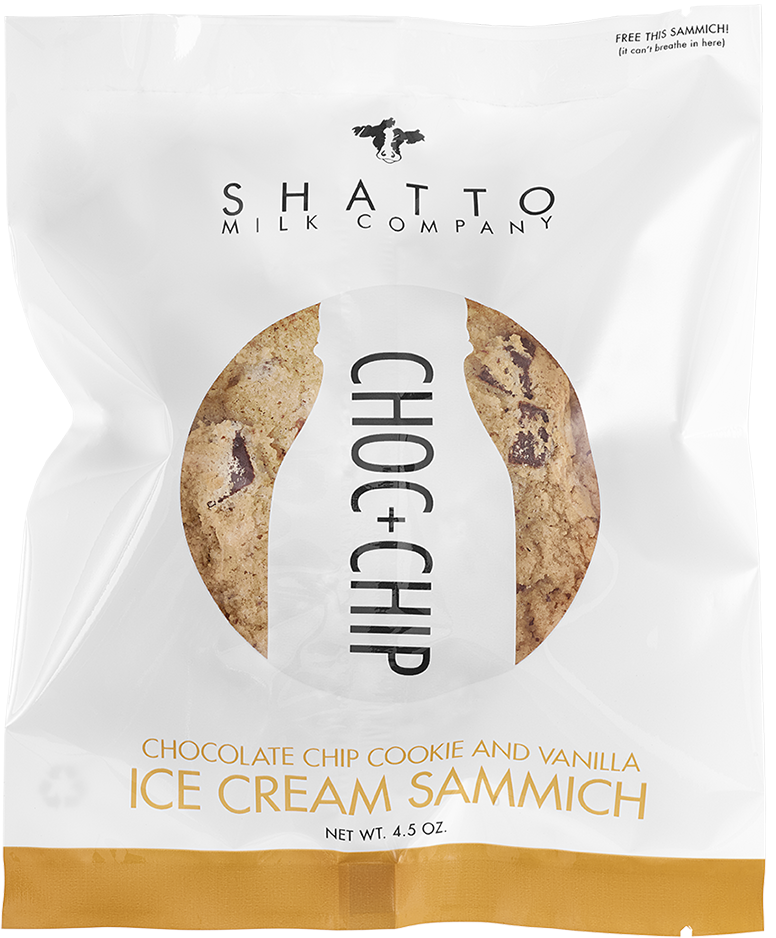 FREE THIS SAMMICH!
(it can't breathe in here)
SHATTO
MILK COMPANY
CHOC+CHIP
CHOCOLATE CHIP COOKIE AND VANILLA
ICE CREAM SAMMICH
NET WT. 4.5 OZ.